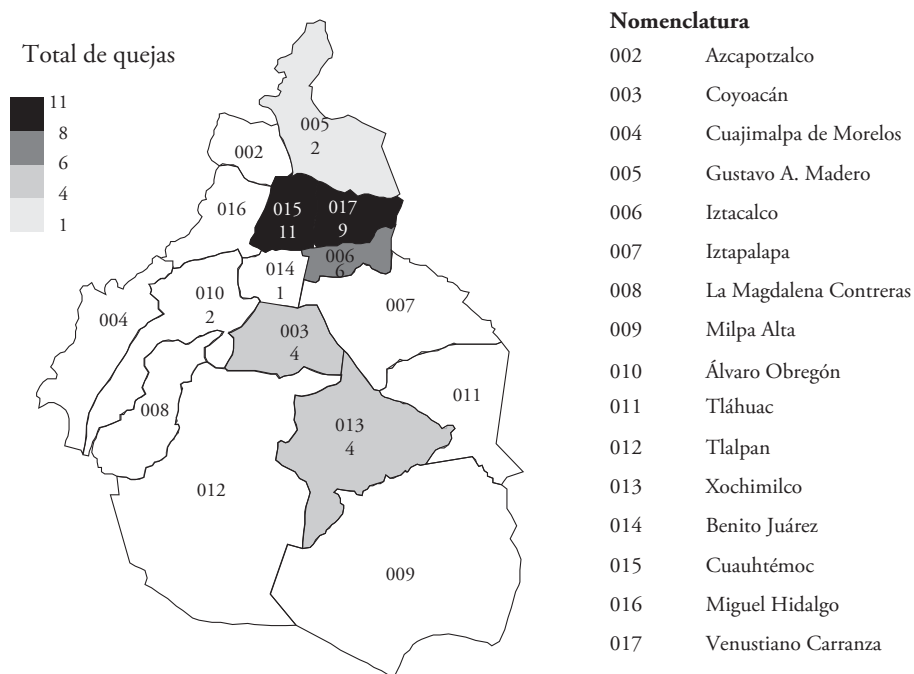 Total de quejas
11
8
6
4
1
005
2
002
016
015
11
017
9
006
6
014
1
010
2
004
007
003
4
008
011
013
4
012
009
Nomenclatura
002 Azcapotzalco
003 Coyoacán
004 Cuajimalpa de Morelos
005 Gustavo A. Madero
006 Iztacalco
007 Iztapalapa
008 La Magdalena Contreras
009 Milpa Alta
010 Álvaro Obregón
011 Tláhuac
012 Tlalpan
013 Xochimilco
014 Benito Juárez
015 Cuauhtémoc
016 Miguel Hidalgo
017 Venustiano Carranza